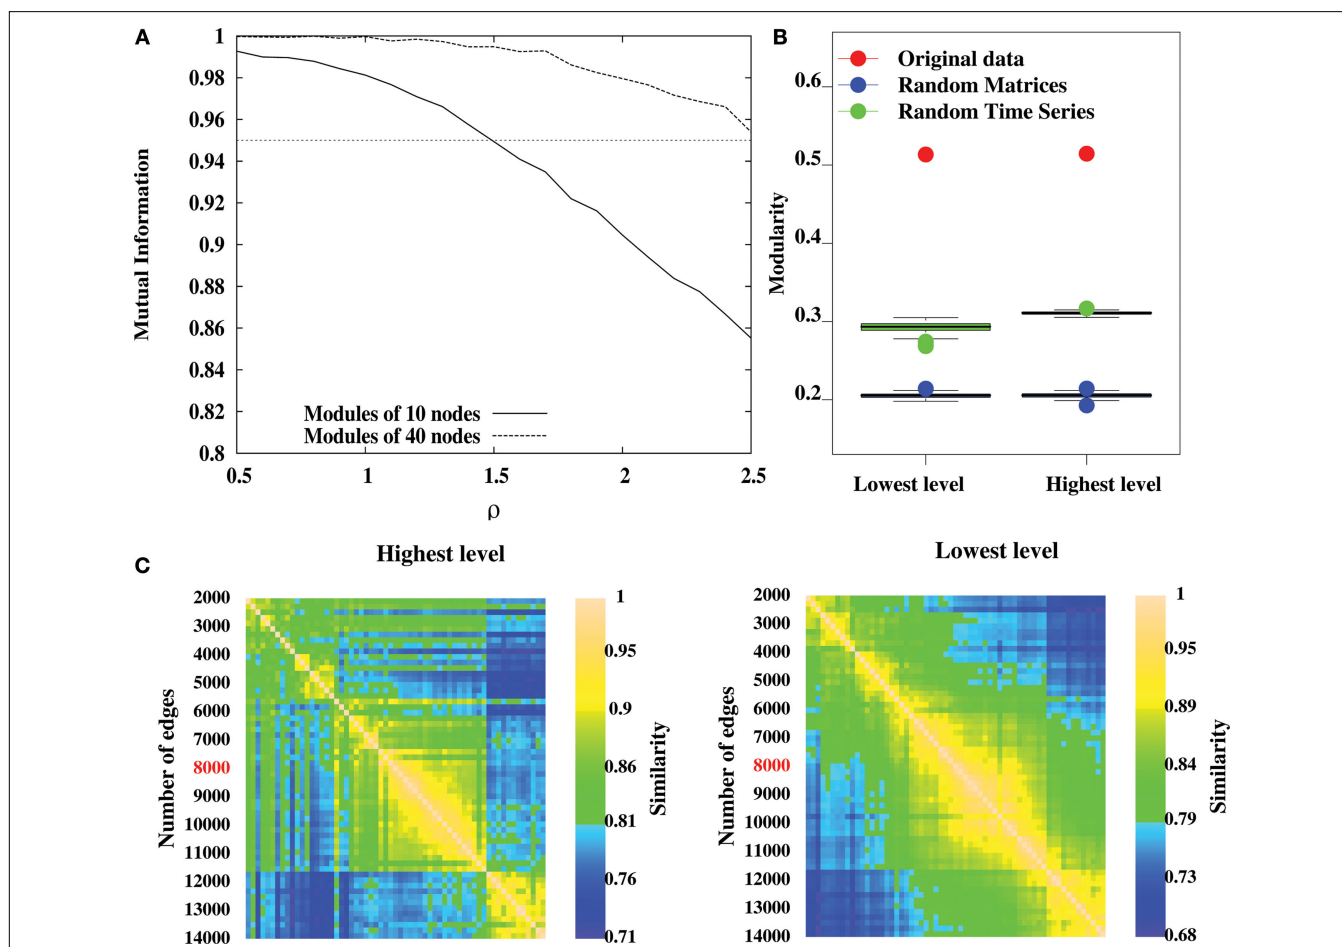 A
Mutual Information
1
0.98
0.96
0.94
0.92
0.9
0.88
0.86
0.84
0.82
0.8
Modules of 10 nodes
Modules of 40 nodes
0.5 1 1.5 2 2.5
ρ
B
Modularity
Original data
Random Matrices
Random Time Series
0.6
0.5
0.4
0.3
0.2
Lowest level Highest level
C
Highest level
Number of edges
2000
3000
4000
5000
6000
7000
8000
9000
10000
11000
12000
13000
14000
1
0.95
0.9
0.86
0.81
0.76
0.71
Similarity
Lowest level
Number of edges
2000
3000
4000
5000
6000
7000
8000
9000
10000
11000
12000
13000
14000
1
0.95
0.89
0.84
0.79
0.73
0.68
Similarity